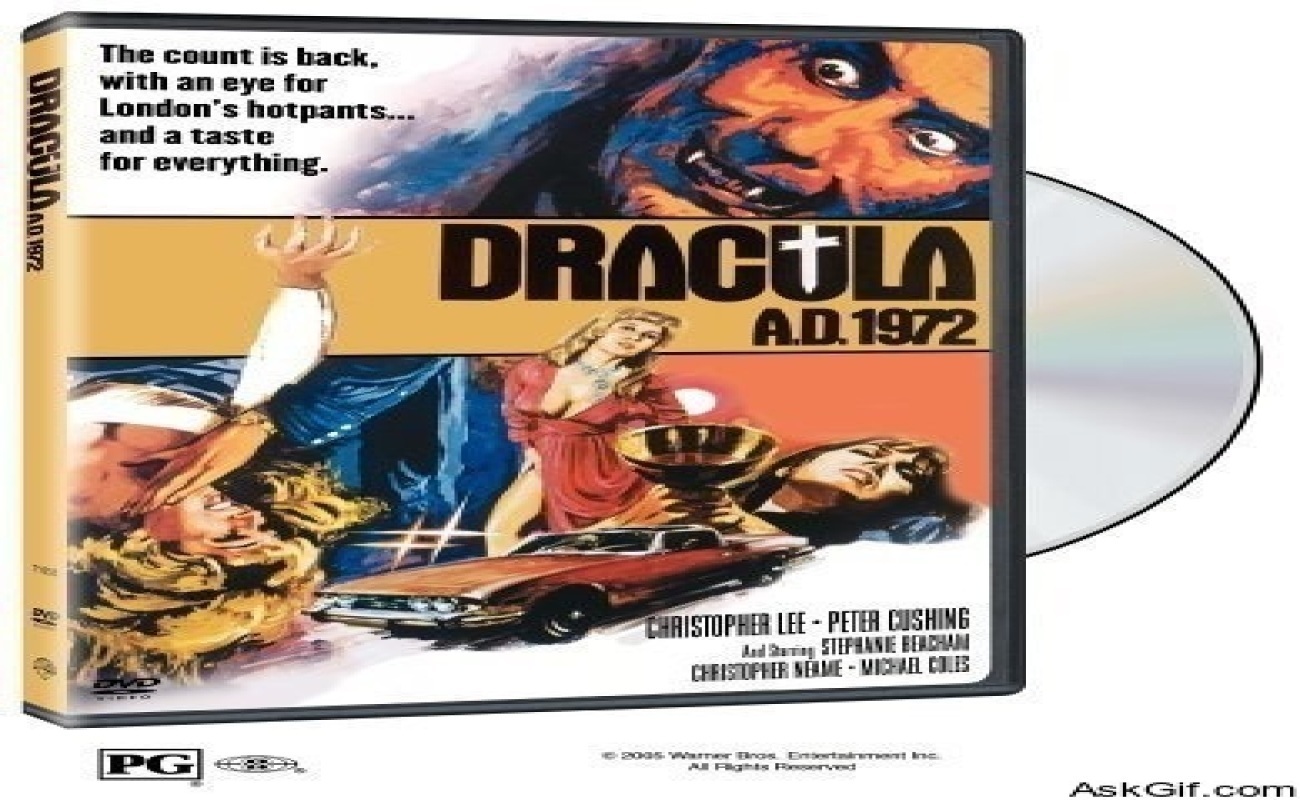 The count is back,
with an eye for
London's hotpants...
and a taste
for everything.
DRACULA
A.D. 1972
DRACULA A.D. 1972
CHRISTOPHER LEE - PETER CUSHING
And Starring STEPHANIE BEACHAM
CHRISTOPHER NEAME - MICHAEL COLES
DVD
VIDEO
DVD
PG
© 2005 Warner Bros. Entertainment Inc.
All Rights Reserved
AskGif.com